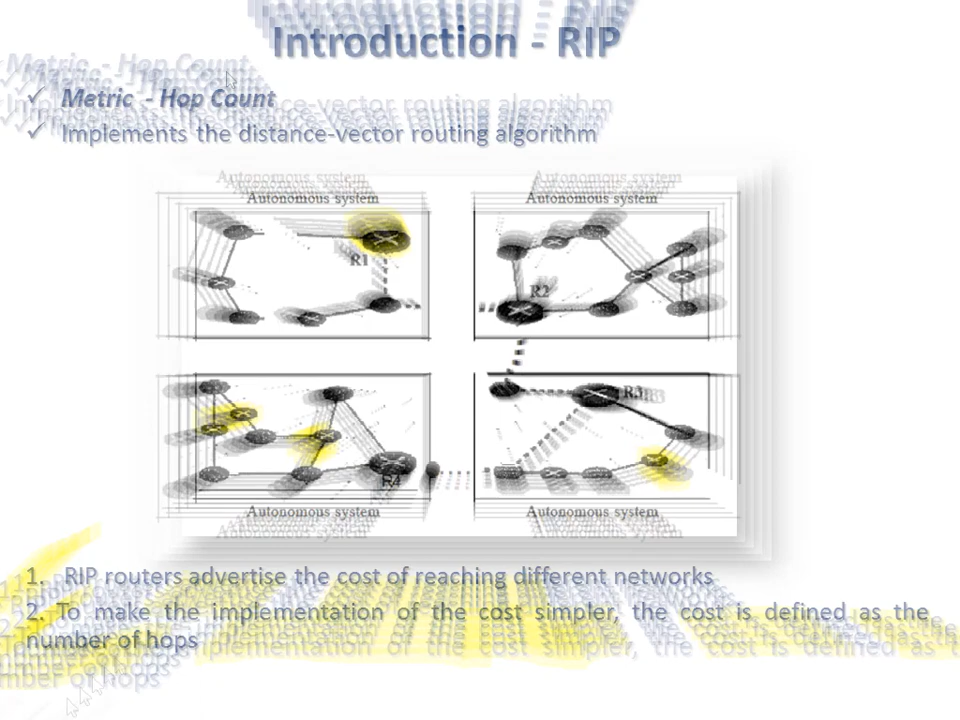 Introduction - RIP
✓ Metric - Hop Count
✓ Implements the distance-vector routing algorithm
Autonomous system
Autonomous system
R1
R2
R3
R4
Autonomous system
Autonomous system
1. RIP routers advertise the cost of reaching different networks
2. To make the implementation of the cost simpler, the cost is defined as the
number of hops